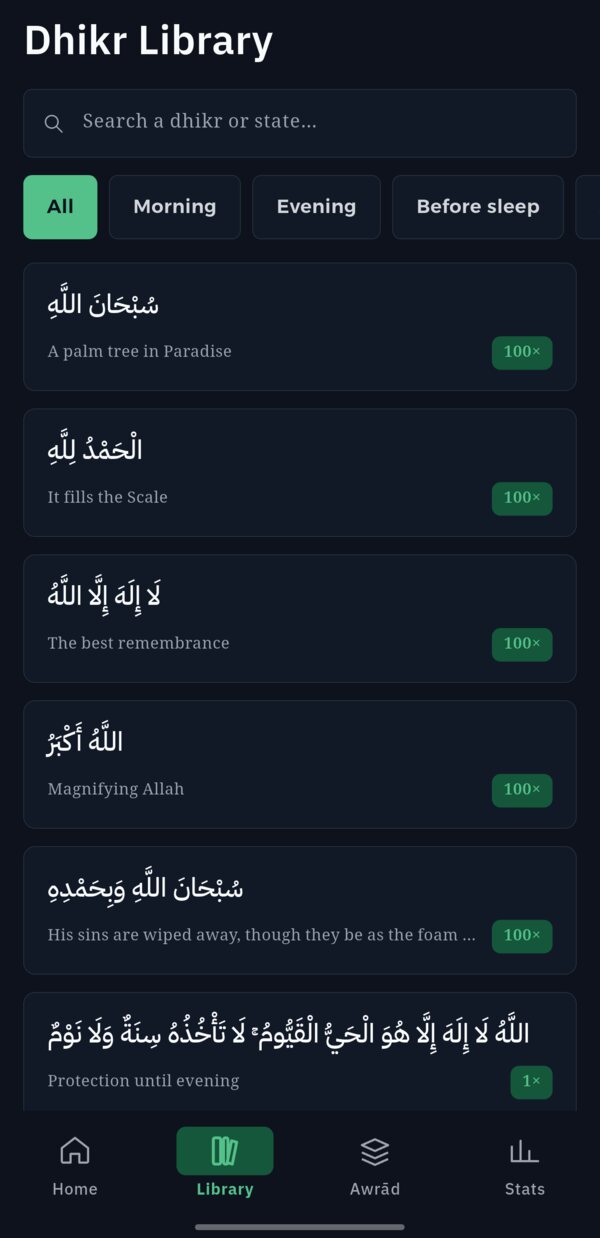 Dhikr Library
Search a dhikr or state...
All
Morning
Evening
Before sleep
سُبْحَانَ اللَّهِ
A palm tree in Paradise
100×
الْحَمْدُ لِلَّهِ
It fills the Scale
100×
لَا إِلَهَ إِلَّا اللَّهُ
The best remembrance
100×
اللَّهُ أَكْبَرُ
Magnifying Allah
100×
سُبْحَانَ اللَّهِ وَبِحَمْدِهِ
His sins are wiped away, though they be as the foam ...
100×
اللَّهُ لَا إِلَهَ إِلَّا هُوَ الْحَيُّ الْقَيُّومُ ۚ لَا تَأْخُذُهُ سِنَةٌ وَلَا نَوْمٌ
Protection until evening
1×
Home
Library
Awrād
Stats